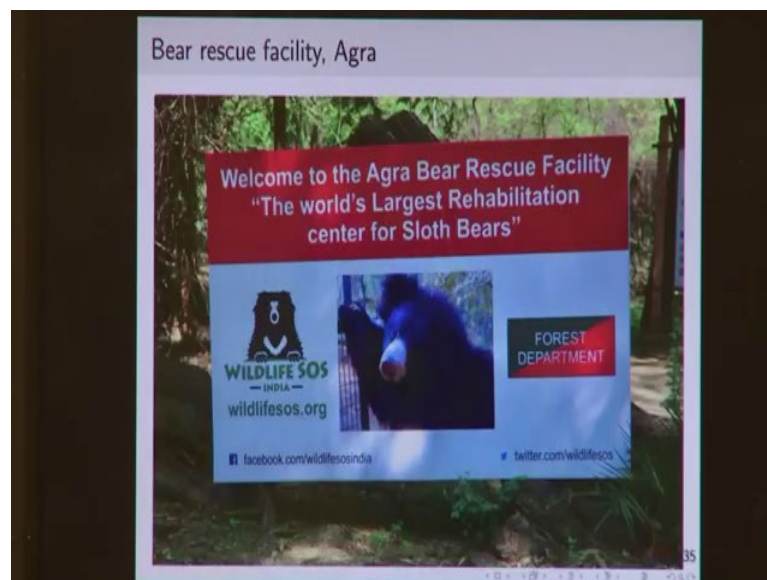 Bear rescue facility, Agra
Welcome to the Agra Bear Rescue Facility
“The world's Largest Rehabilitation
center for Sloth Bears”
WILDLIFE SOS
INDIA
wildlifesos.org
FOREST
DEPARTMENT
facebook.com/wildlifesosindia
twitter.com/wildlifesos
35